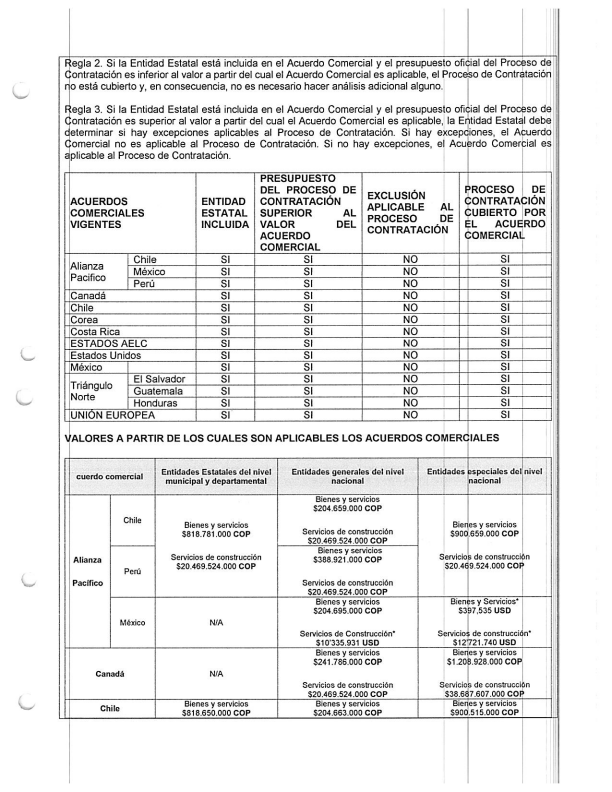 Regla 2. Si la Entidad Estatal está incluida en el Acuerdo Comercial y el presupuesto oficial del Proceso de
Contratación es inferior al valor a partir del cual el Acuerdo Comercial es aplicable, el Proceso de Contratación
no está cubierto y, en consecuencia, no es necesario hacer análisis adicional alguno.
Regla 3. Si la Entidad Estatal está incluida en el Acuerdo Comercial y el presupuesto oficial del Proceso de
Contratación es superior al valor a partir del cual el Acuerdo Comercial es aplicable, la Entidad Estatal debe
determinar si hay excepciones aplicables al Proceso de Contratación. Si hay excepciones, el Acuerdo
Comercial no es aplicable al Proceso de Contratación. Si no hay excepciones, el Acuerdo Comercial es
aplicable al Proceso de Contratación.
ACUERDOS
COMERCIALES
VIGENTES
ENTIDAD
ESTATAL
INCLUIDA
PRESUPUESTO
DEL PROCESO DE
CONTRATACIÓN
SUPERIOR AL
VALOR DEL
ACUERDO
COMERCIAL
EXCLUSIÓN
APLICABLE AL
PROCESO DE
CONTRATACIÓN
PROCESO DE
CONTRATACIÓN
CUBIERTO POR
EL ACUERDO
COMERCIAL
Alianza
Pacifico
Chile SI SI NO SI
México SI SI NO SI
Perú SI SI NO SI
Canadá SI SI NO SI
Chile SI SI NO SI
Corea SI SI NO SI
Costa Rica SI SI NO SI
ESTADOS AELC SI SI NO SI
Estados Unidos SI SI NO SI
México SI SI NO SI
Triángulo
Norte
El Salvador SI SI NO SI
Guatemala SI SI NO SI
Honduras SI SI NO SI
UNIÓN EUROPEA SI SI NO SI
VALORES A PARTIR DE LOS CUALES SON APLICABLES LOS ACUERDOS COMERCIALES
cuerdo comercial
Entidades Estatales del nivel
municipal y departamental
Entidades generales del nivel
nacional
Entidades especiales del nivel
nacional
Alianza
Pacífico
Chile
Perú
Bienes y servicios
$818.781.000 COP
Servicios de construcción
$20.469.524.000 COP
Bienes y servicios
$204.659.000 COP
Servicios de construcción
$20.469.524.000 COP
Bienes y servicios
$388.921.000 COP
Servicios de construcción
$20.469.524.000 COP
Bienes y servicios
$900.659.000 COP
Servicios de construcción
$20.469.524.000 COP
México
N/A
Bienes y servicios
$204.695.000 COP
Servicios de Construcción*
$10'335.931 USD
Bienes y Servicios*
$397,535 USD
Servicios de construcción*
$12'721.740 USD
Canadá
N/A
Bienes y servicios
$241.786.000 COP
Servicios de construcción
$20.469.524.000 COP
Bienes y servicios
$1.208.928.000 COP
Servicios de construcción
$38.687.607.000 COP
Chile
Bienes y servicios
$818.650.000 COP
Bienes y servicios
$204.663.000 COP
Bienes y servicios
$900.515.000 COP